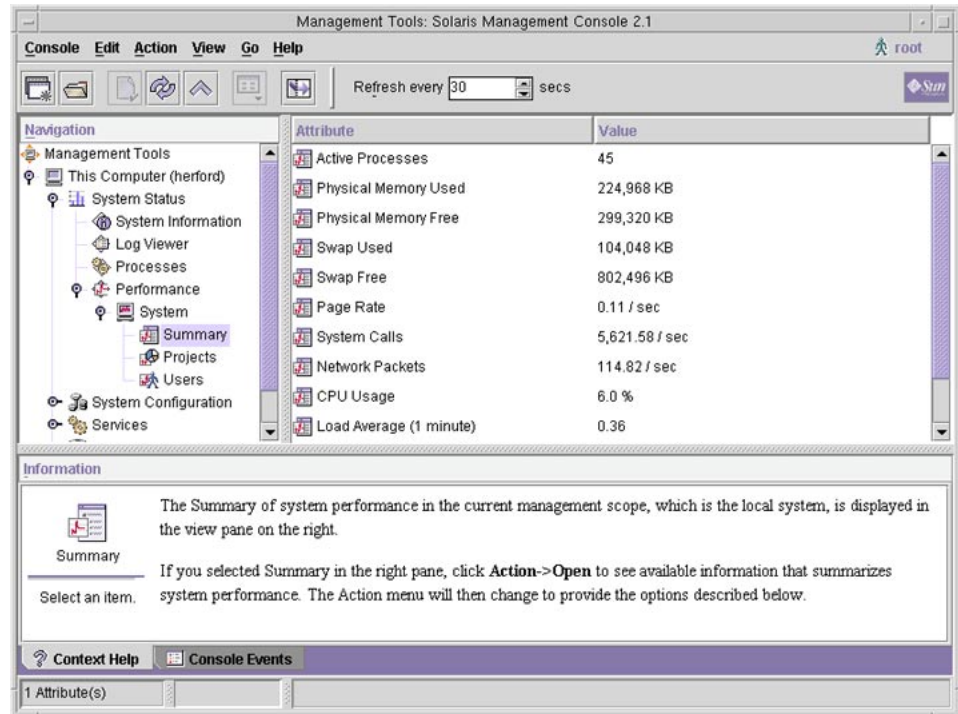 Management Tools: Solaris Management Console 2.1
Console Edit Action View Go Help
root
Refresh every 30 secs
Sun
Navigation
Management Tools
This Computer (herford)
System Status
System Information
Log Viewer
Processes
Performance
System
Summary
Projects
Users
System Configuration
Services
Attribute Value
Active Processes 45
Physical Memory Used 224,968 KB
Physical Memory Free 299,320 KB
Swap Used 104,048 KB
Swap Free 802,496 KB
Page Rate 0.11 / sec
System Calls 5,621.58 / sec
Network Packets 114.82 / sec
CPU Usage 6.0 %
Load Average (1 minute) 0.36
Information
Summary
Select an item.
The Summary of system performance in the current management scope, which is the local system, is displayed in
the view pane on the right.
If you selected Summary in the right pane, click Action->Open to see available information that summarizes
system performance. The Action menu will then change to provide the options described below.
Context Help Console Events
1 Attribute(s)